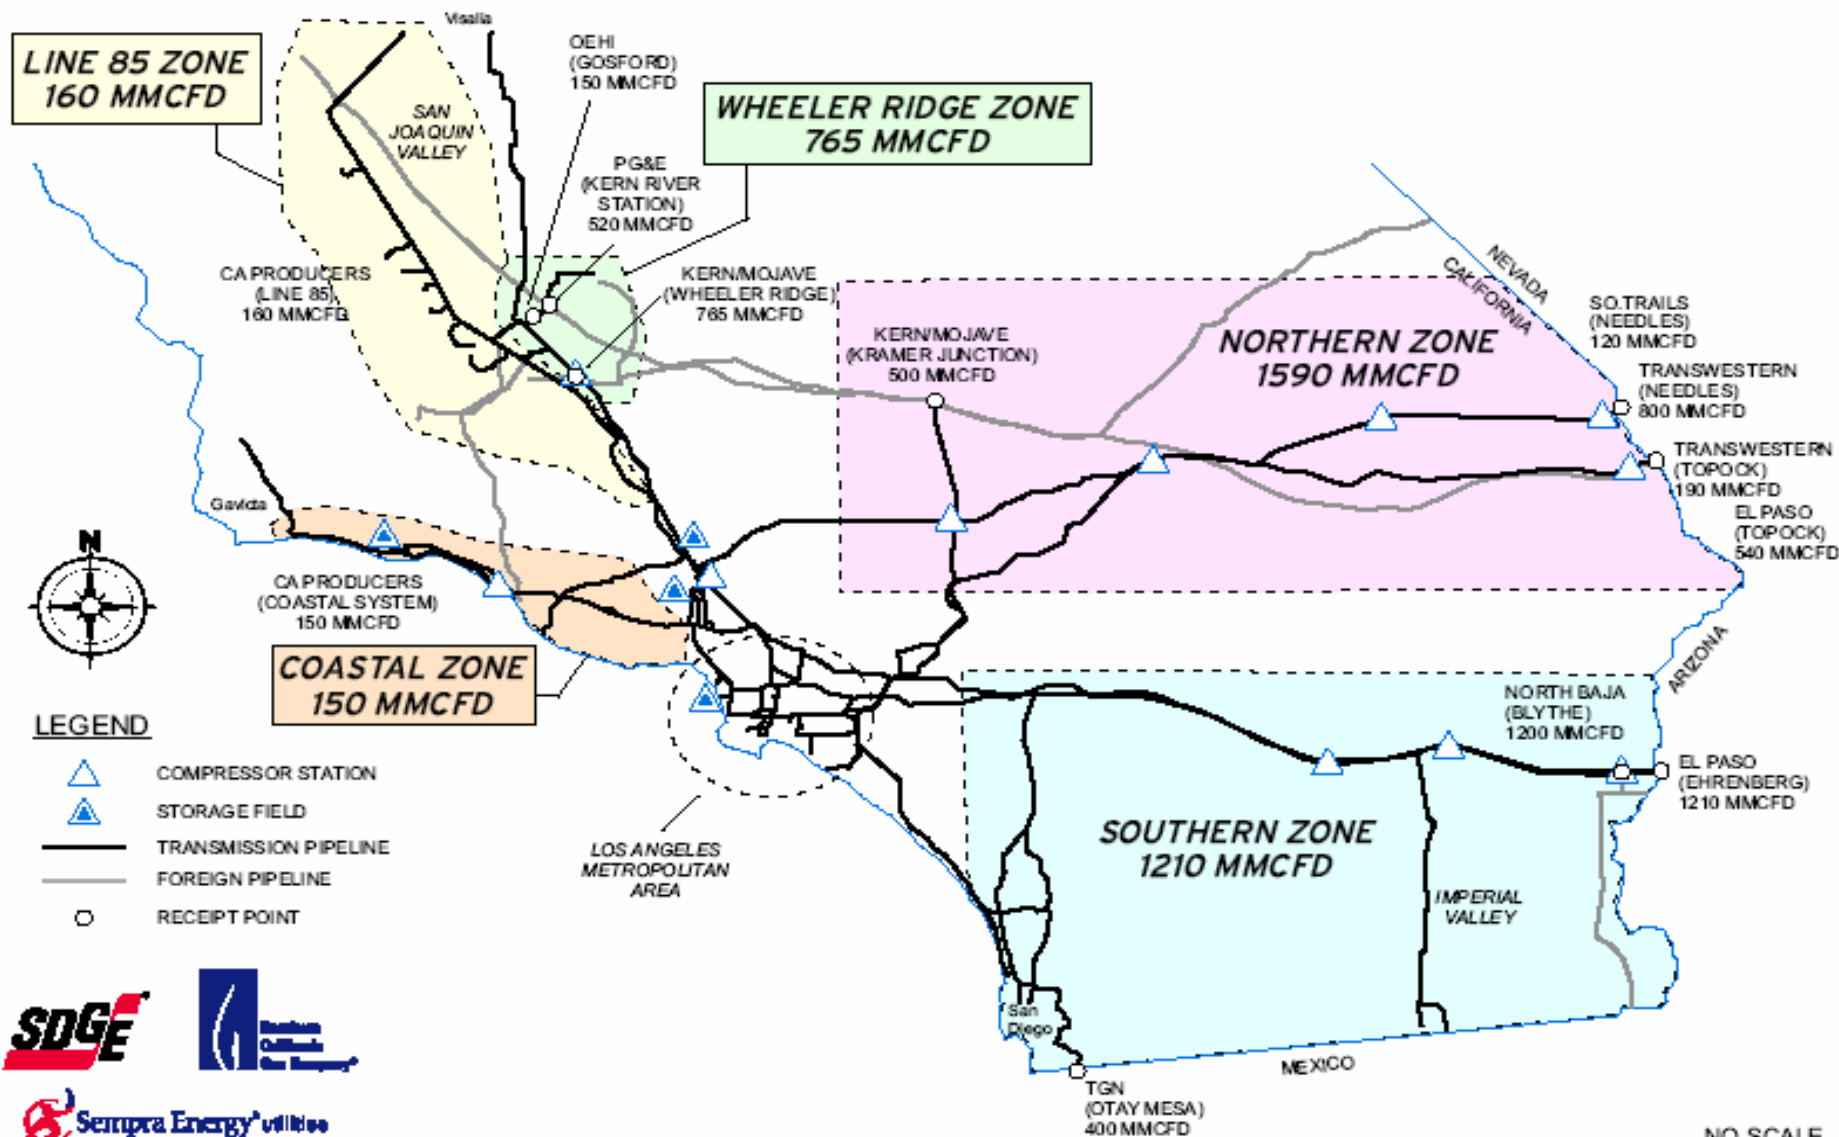 Visalia
LINE 85 ZONE
160 MMCFD
OEHI
(GOSFORD)
150 MMCFD
SAN
JOAQUIN
VALLEY
WHEELER RIDGE ZONE
765 MMCFD
PG&E
(KERN RIVER
STATION)
520 MMCFD
CA PRODUCERS
(LINE 85)
160 MMCFD
KERN/MOJAVE
(WHEELER RIDGE)
765 MMCFD
KERN/MOJAVE
(KRAMER JUNCTION)
500 MMCFD
NORTHERN ZONE
1590 MMCFD
NEVADA
CALIFORNIA
SO.TRAILS
(NEEDLES)
120 MMCFD
TRANSWESTERN
(NEEDLES)
800 MMCFD
TRANSWESTERN
(TOPOCK)
190 MMCFD
EL PASO
(TOPOCK)
540 MMCFD
Gaviota
N
CA PRODUCERS
(COASTAL SYSTEM)
150 MMCFD
COASTAL ZONE
150 MMCFD
ARIZONA
NORTH BAJA
(BLYTHE)
1200 MMCFD
EL PASO
(EHRENBERG)
1210 MMCFD
LEGEND
COMPRESSOR STATION
STORAGE FIELD
TRANSMISSION PIPELINE
FOREIGN PIPELINE
RECEIPT POINT
LOS ANGELES
METROPOLITAN
AREA
SOUTHERN ZONE
1210 MMCFD
IMPERIAL
VALLEY
San
Diego
MEXICO
TGN
(OTAY MESA)
400 MMCFD
SDGE
Southern
California
Gas Company
Sempra Energy utilities
NO SCALE